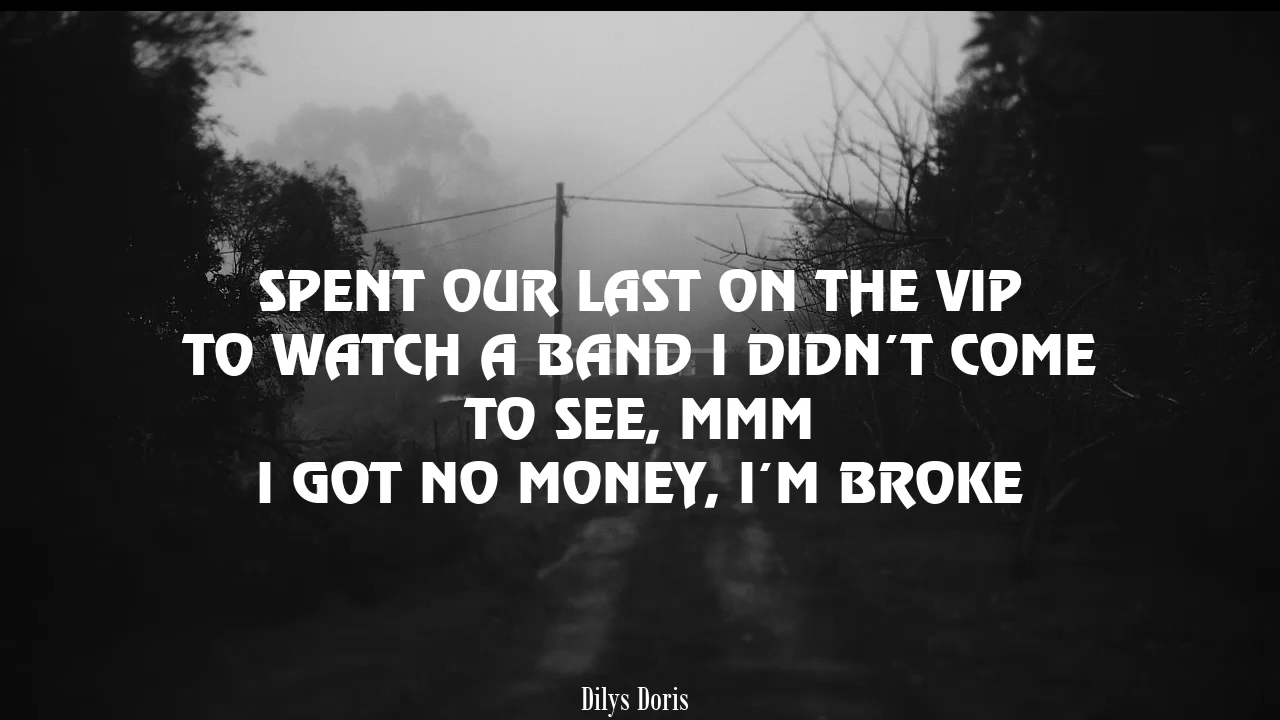 SPENT OUR LAST ON THE VIP
TO WATCH A BAND I DIDN'T COME
TO SEE, MMM
I GOT NO MONEY, I'M BROKE
Dilys Doris